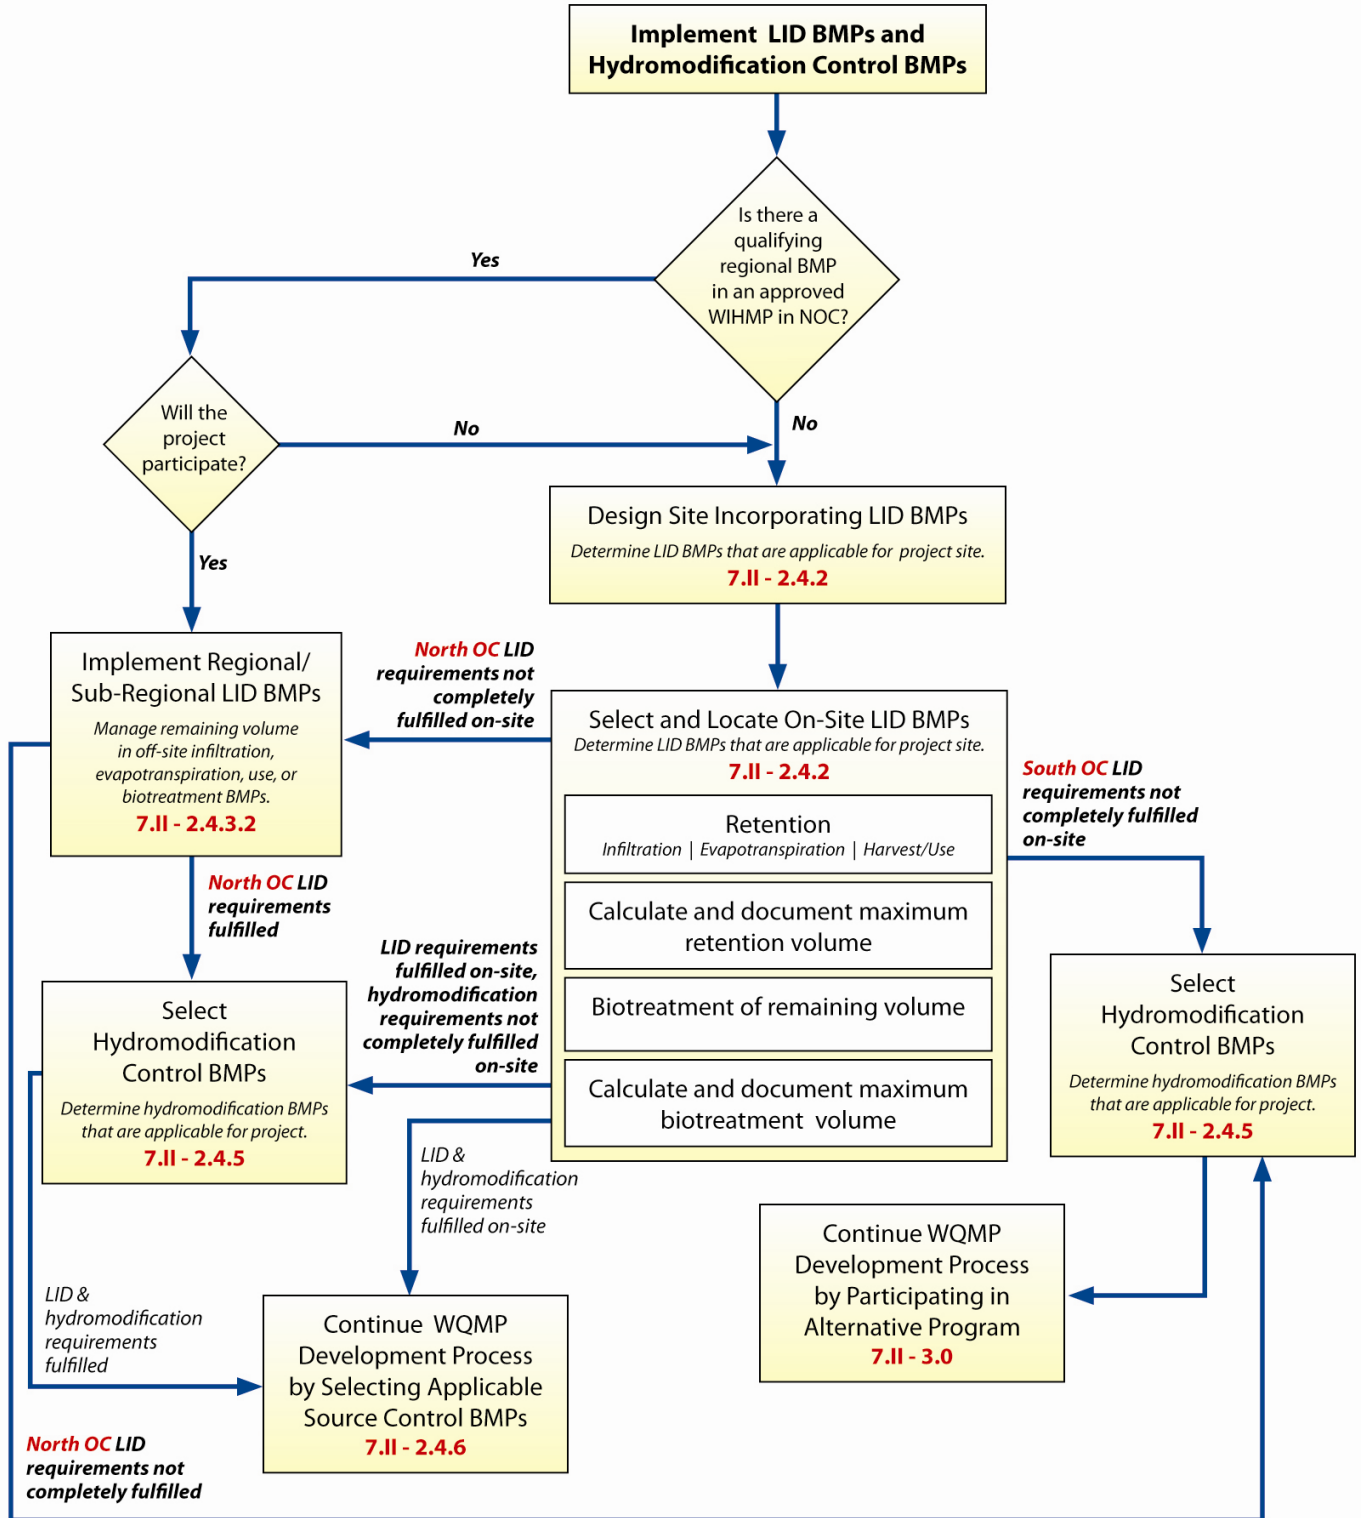 Implement LID BMPs and
Hydromodification Control BMPs
Is there a
qualifying
regional BMP
in an approved
WIHMP in NOC?
Yes
Will the
project
participate?
No
No
Yes
Design Site Incorporating LID BMPs
Determine LID BMPs that are applicable for project site.
7.II - 2.4.2
Implement Regional/
Sub-Regional LID BMPs
Manage remaining volume
in off-site infiltration,
evapotranspiration, use, or
biotreatment BMPs.
7.II - 2.4.3.2
North OC LID
requirements not
completely
fulfilled on-site
Select and Locate On-Site LID BMPs
Determine LID BMPs that are applicable for project site.
7.II - 2.4.2
Retention
Infiltration | Evapotranspiration | Harvest/Use
Calculate and document maximum
retention volume
Biotreatment of remaining volume
Calculate and document maximum
biotreatment volume
South OC LID
requirements not
completely fulfilled
on-site
North OC LID
requirements
fulfilled
LID requirements
fulfilled on-site,
hydromodification
requirements not
completely fulfilled
on-site
Select
Hydromodification
Control BMPs
Determine hydromodification BMPs
that are applicable for project.
7.II - 2.4.5
Select
Hydromodification
Control BMPs
Determine hydromodification BMPs
that are applicable for project.
7.II - 2.4.5
LID &
hydromodification
requirements
fulfilled on-site
Continue WQMP
Development Process
by Participating in
Alternative Program
7.II - 3.0
LID &
hydromodification
requirements
fulfilled
Continue WQMP
Development Process
by Selecting Applicable
Source Control BMPs
7.II - 2.4.6
North OC LID
requirements not
completely fulfilled